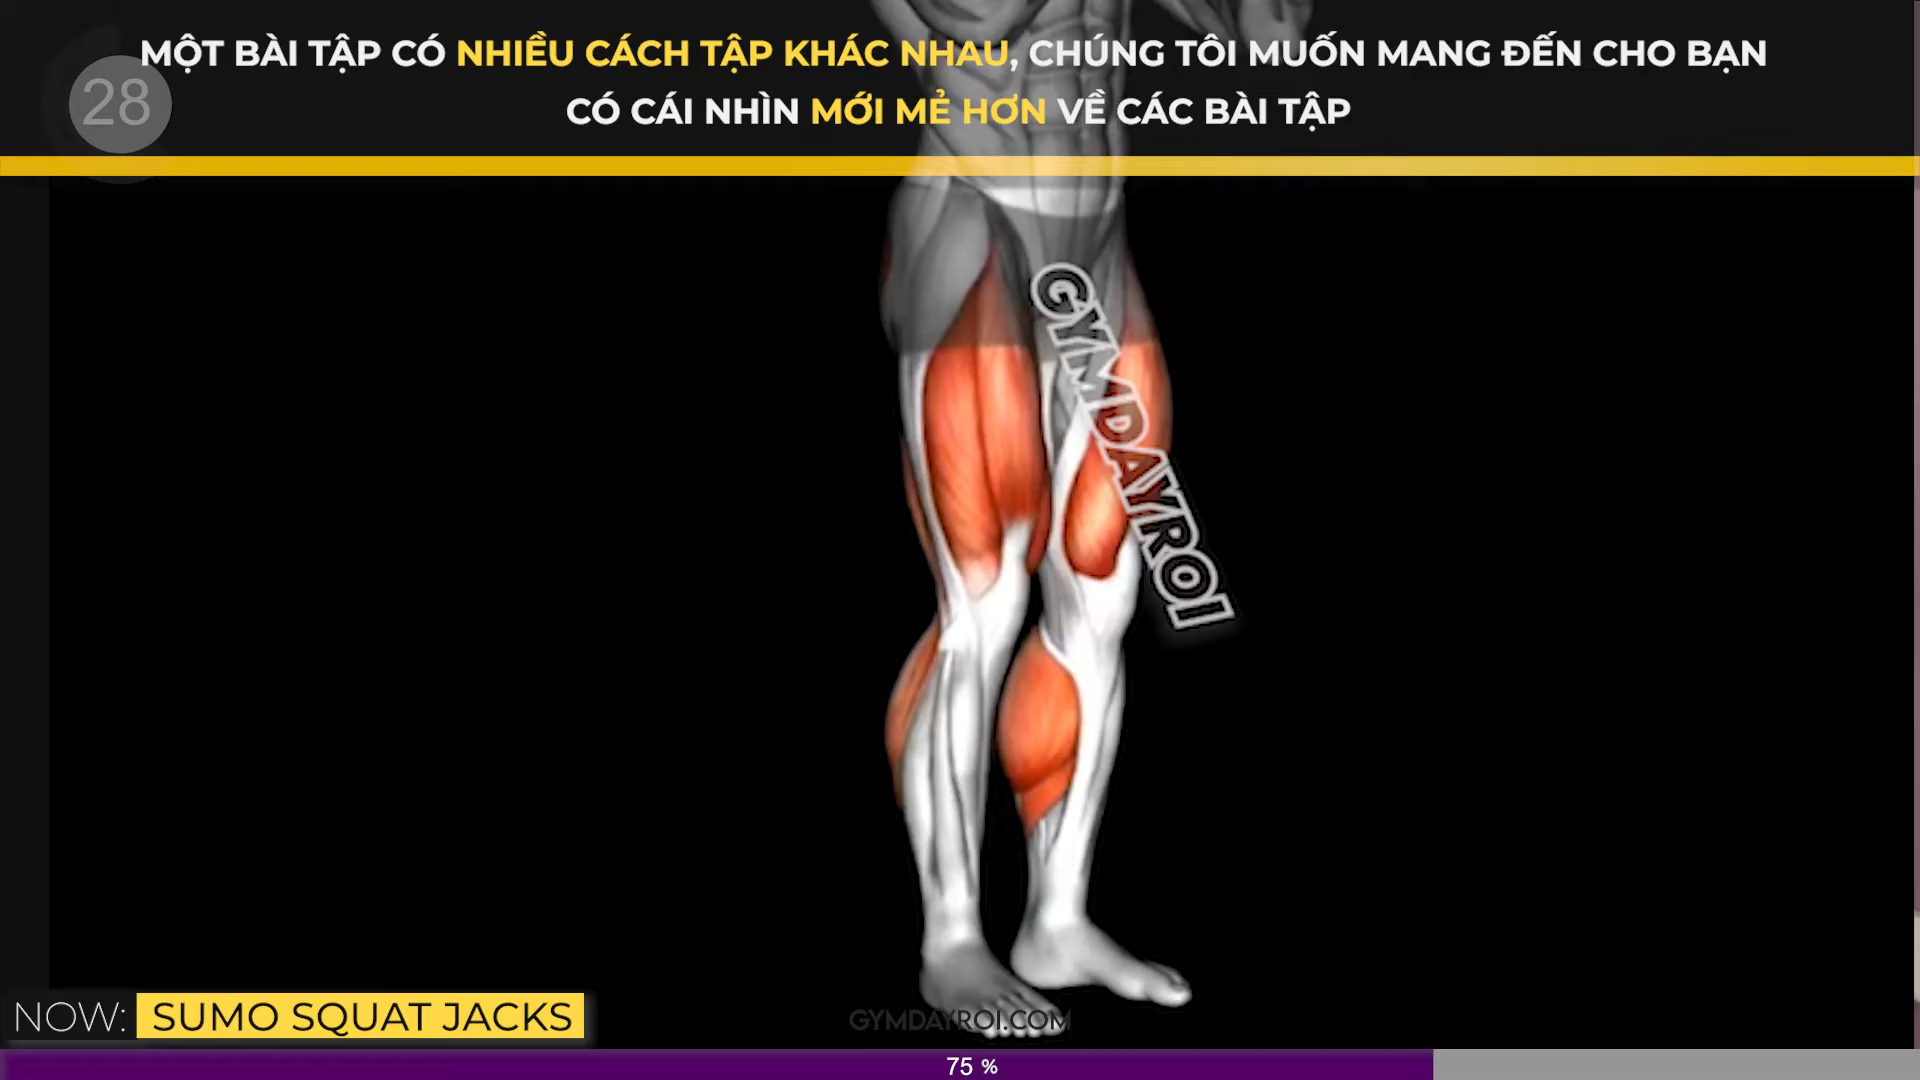 MỘT BÀI TẬP CÓ NHIỀU CÁCH TẬP KHÁC NHAU, CHÚNG TÔI MUỐN MANG ĐẾN CHO BẠN
CÓ CÁI NHÌN MỚI MẺ HƠN VỀ CÁC BÀI TẬP
28
GYMDAYROI
NOW: SUMO SQUAT JACKS
GYMDAYROI.COM
75 %